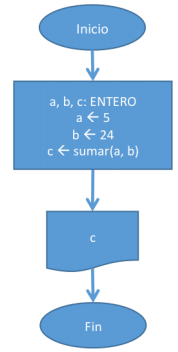 Inicio
a, b, c: ENTERO
a ← 5
b ← 24
c ← sumar(a, b)
c
Fin